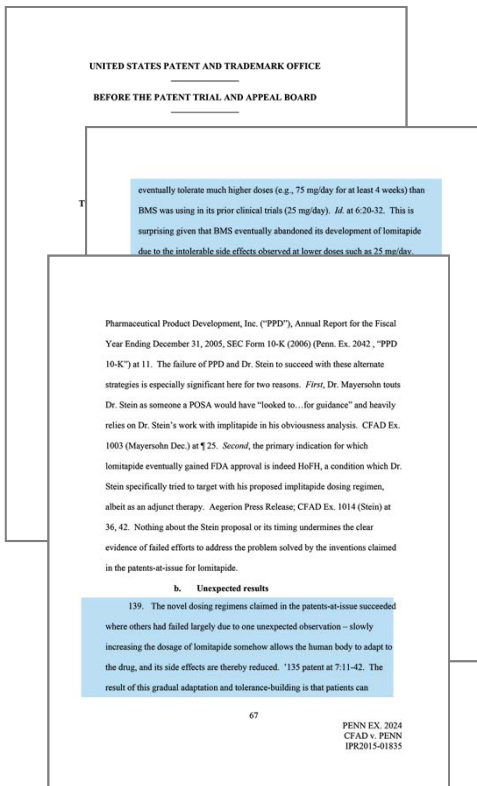 UNITED STATES PATENT AND TRADEMARK OFFICE
BEFORE THE PATENT TRIAL AND APPEAL BOARD
T
eventually tolerate much higher doses (e.g., 75 mg/day for at least 4 weeks) than
BMS was using in its prior clinical trials (25 mg/day). Id. at 6:20-32. This is
surprising given that BMS eventually abandoned its development of lomitapide
due to the intolerable side effects observed at lower doses such as 25 mg/day.
Pharmaceutical Product Development, Inc. (“PPD”), Annual Report for the Fiscal
Year Ending December 31, 2005, SEC Form 10-K (2006) (Penn. Ex. 2042 , “PPD
10-K”) at 11. The failure of PPD and Dr. Stein to succeed with these alternate
strategies is especially significant here for two reasons. First, Dr. Mayersohn touts
Dr. Stein as someone a POSA would have “looked to…for guidance” and heavily
relies on Dr. Stein’s work with implitapide in his obviousness analysis. CFAD Ex.
1003 (Mayersohn Dec.) at ¶ 25. Second, the primary indication for which
lomitapide eventually gained FDA approval is indeed HoFH, a condition which Dr.
Stein specifically tried to target with his proposed implitapide dosing regimen,
albeit as an adjunct therapy. Aegerion Press Release; CFAD Ex. 1014 (Stein) at
36, 42. Nothing about the Stein proposal or its timing undermines the clear
evidence of failed efforts to address the problem solved by the inventions claimed
in the patents-at-issue for lomitapide.
b. Unexpected results
139. The novel dosing regimens claimed in the patents-at-issue succeeded
where others had failed largely due to one unexpected observation – slowly
increasing the dosage of lomitapide somehow allows the human body to adapt to
the drug, and its side effects are thereby reduced. ’135 patent at 7:11-42. The
result of this gradual adaptation and tolerance-building is that patients can
67
PENN EX. 2024
CFAD v. PENN
IPR2015-01835